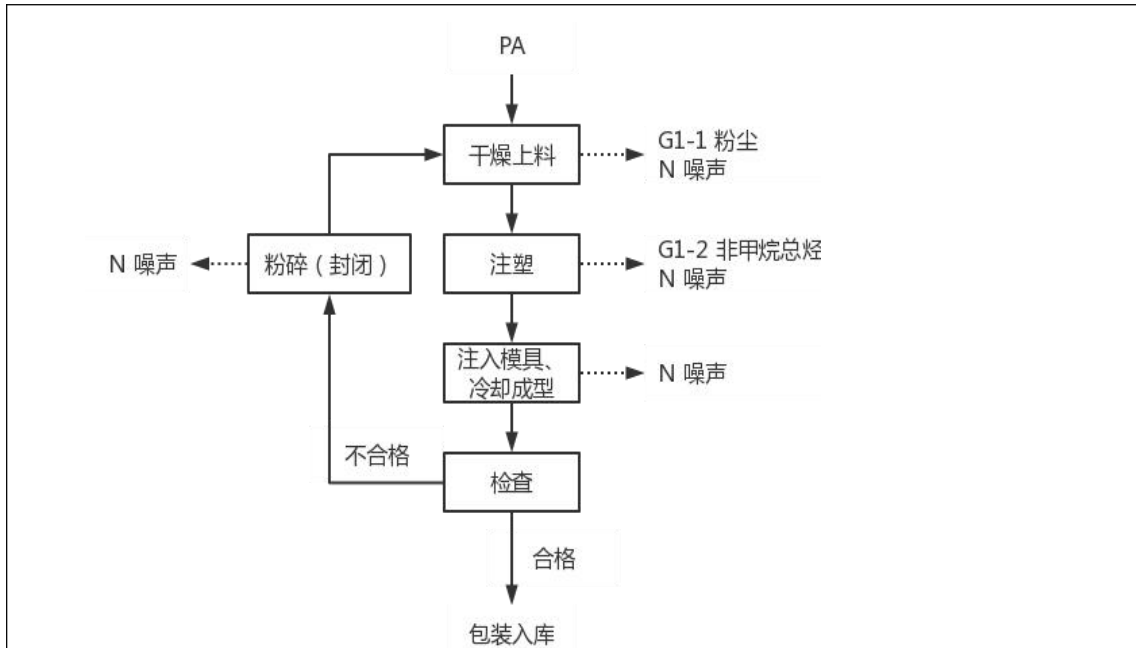 PA
干燥上料
G1-1 粉尘
N 噪声
N 噪声
粉碎（封闭）
注塑
G1-2 非甲烷总烃
N 噪声
注入模具、
冷却成型
N 噪声
不合格
检查
合格
包装入库